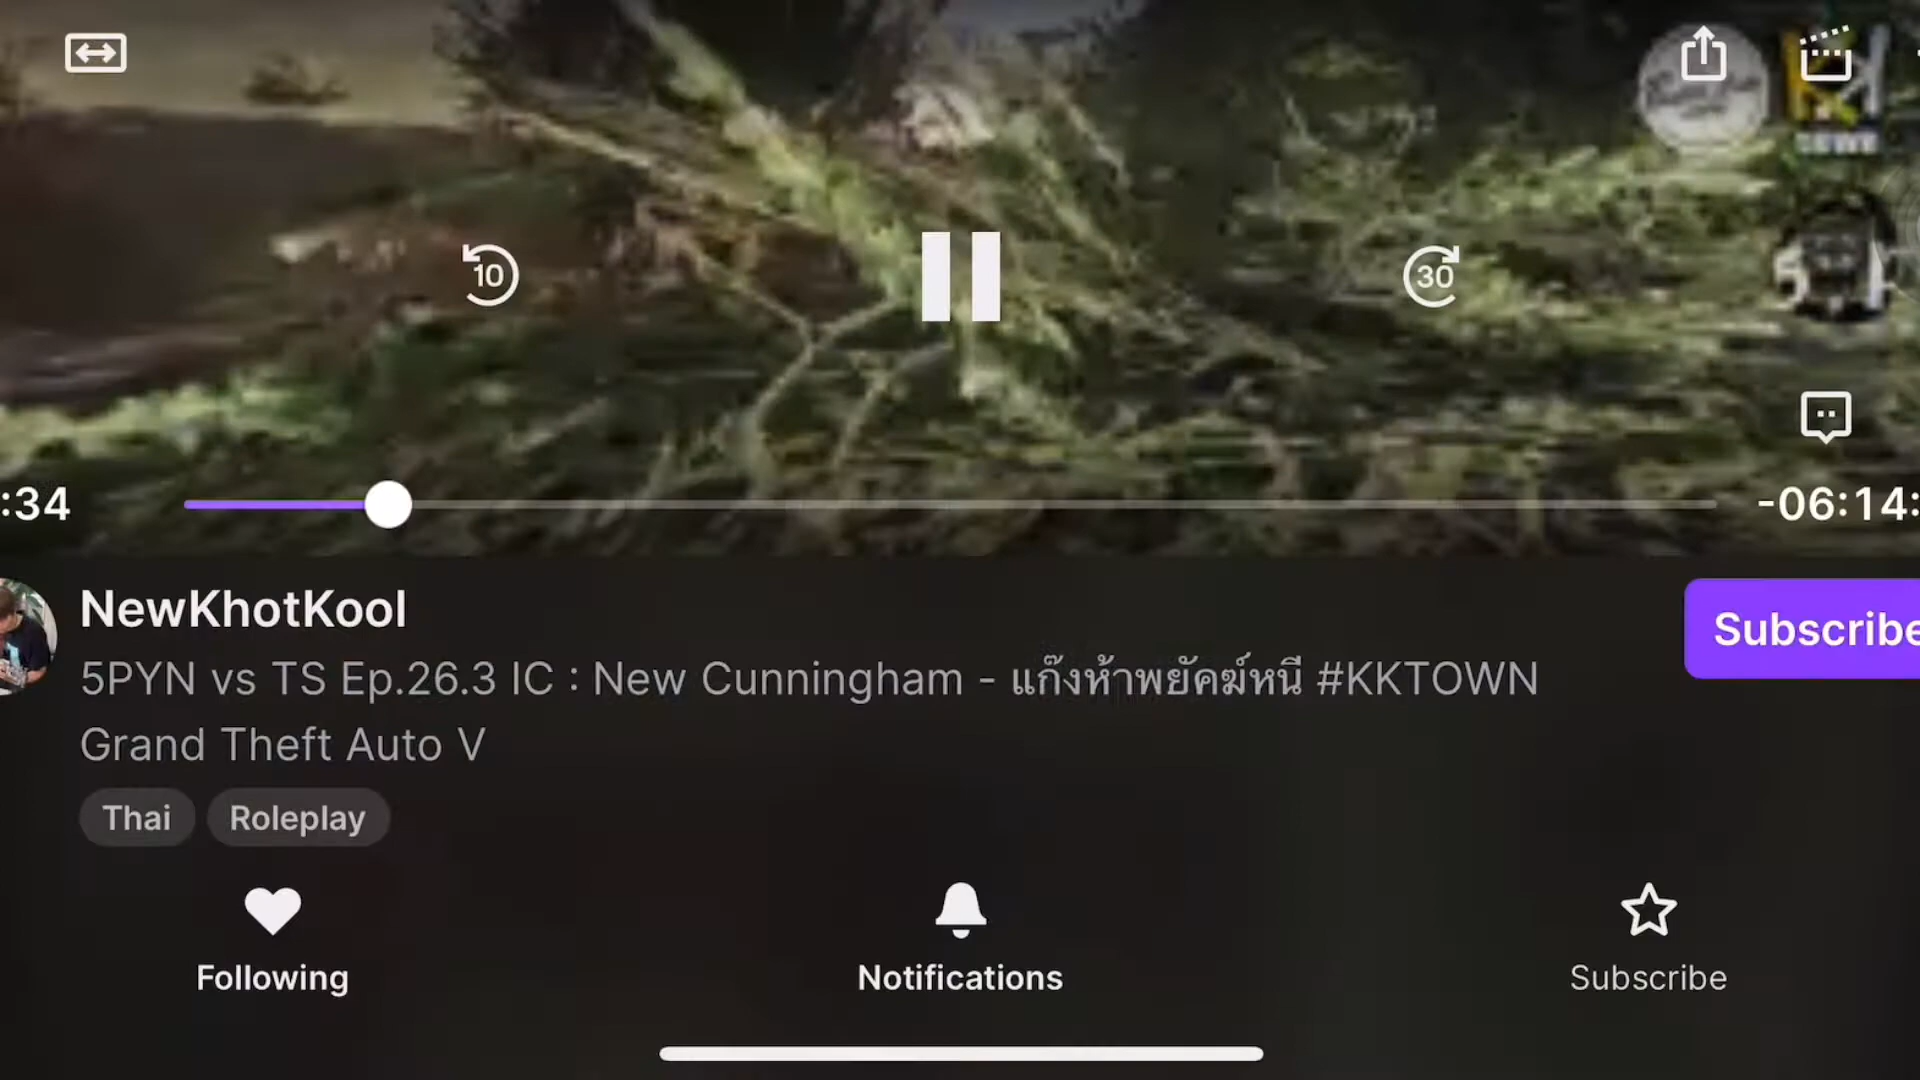 10
30
:34
-06:14:
NewKhotKool
Subscribe
5PYN vs TS Ep.26.3 IC : New Cunningham - แก๊งห้าพยัคฆ์หนี #KKTOWN
Grand Theft Auto V
Thai
Roleplay
Following
Notifications
Subscribe